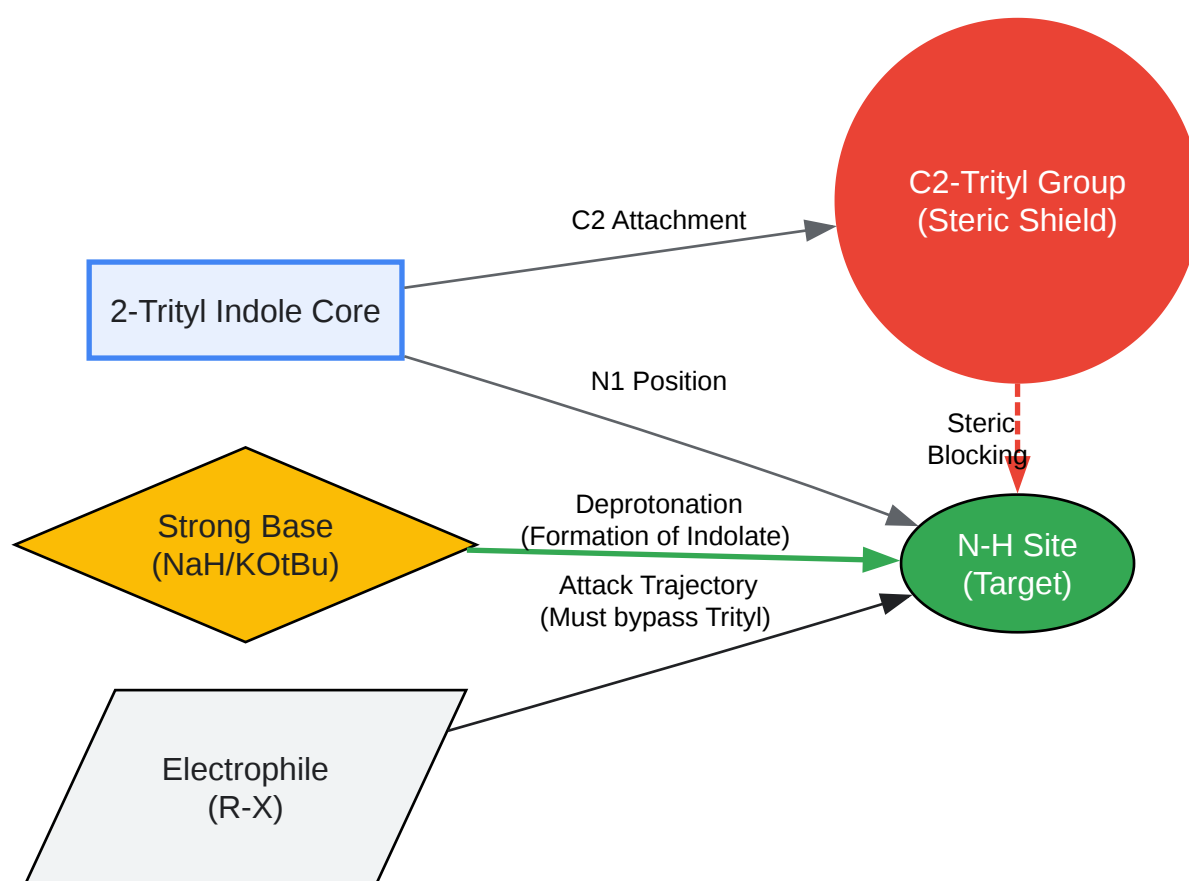 C2-Trityl Group
(Steric Shield)
C2 Attachment
2-Trityl Indole Core
N1 Position
Steric
Blocking
Deprotonation
(Formation of Indolate)
Strong Base
(NaH/KOtBu)
N-H Site
(Target)
Attack Trajectory
(Must bypass Trityl)
Electrophile
(R-X)